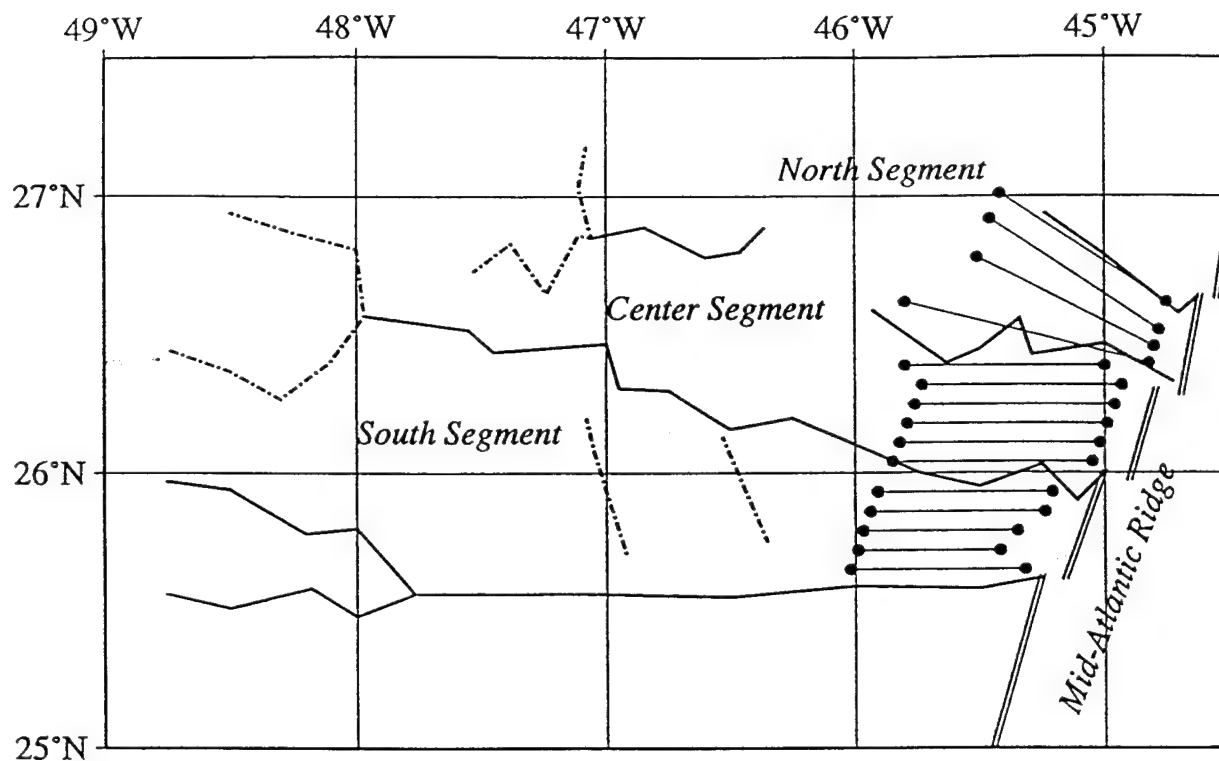 49°W 48°W 47°W 46°W 45°W
27°N
North Segment
Center Segment
South Segment
26°N
Mid-Atlantic Ridge
25°N